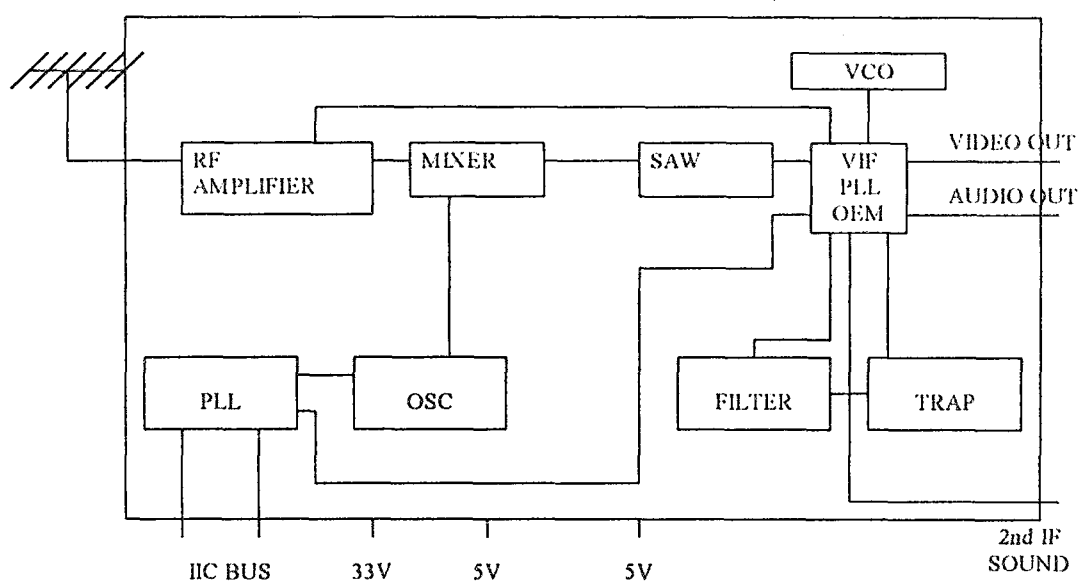 VCO
RF
AMPLIFIER
MIXER
SAW
VIF
PLL
OEM
VIDEO OUT
AUDIO OUT
PLL
OSC
FILTER
TRAP
IIC BUS
33V
5V
5V
2nd IF
SOUND